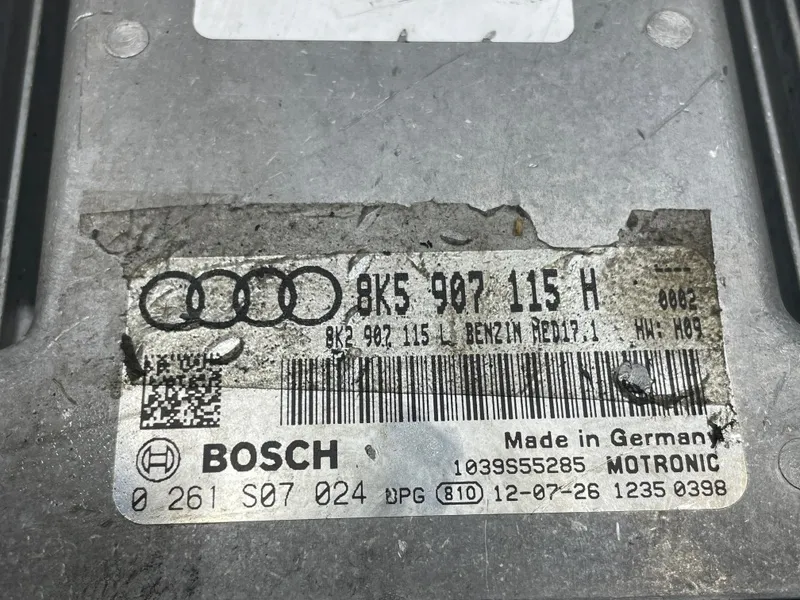 8K5 907 115 H
0002
8K2 907 115 L BENZIN MED17.1 HW: H09
BOSCH
Made in Germany
1039S55285 MOTRONIC
0 261 S07 024 DPG 810 12-07-26 1235 0398